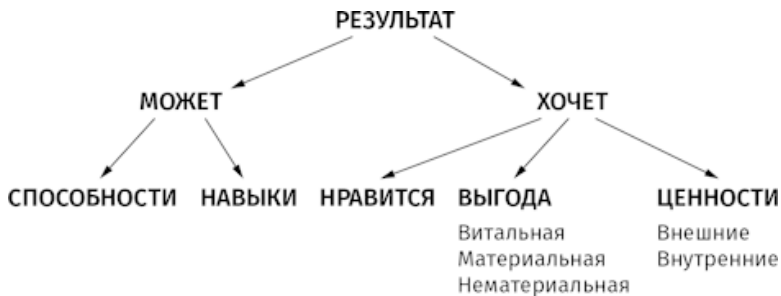 РЕЗУЛЬТАТ
МОЖЕТ ХОЧЕТ
СПОСОБНОСТИ НАВЫКИ НРАВИТСЯ ВЫГОДА ЦЕННОСТИ
Витальная Внешние
Материальная Внутренние
Нематериальная